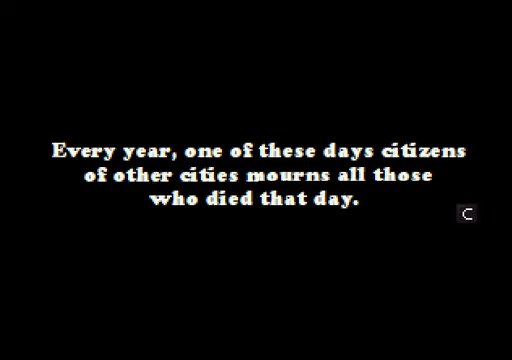 Every year, one of these days citizens
of other cities mourns all those
who died that day.
C